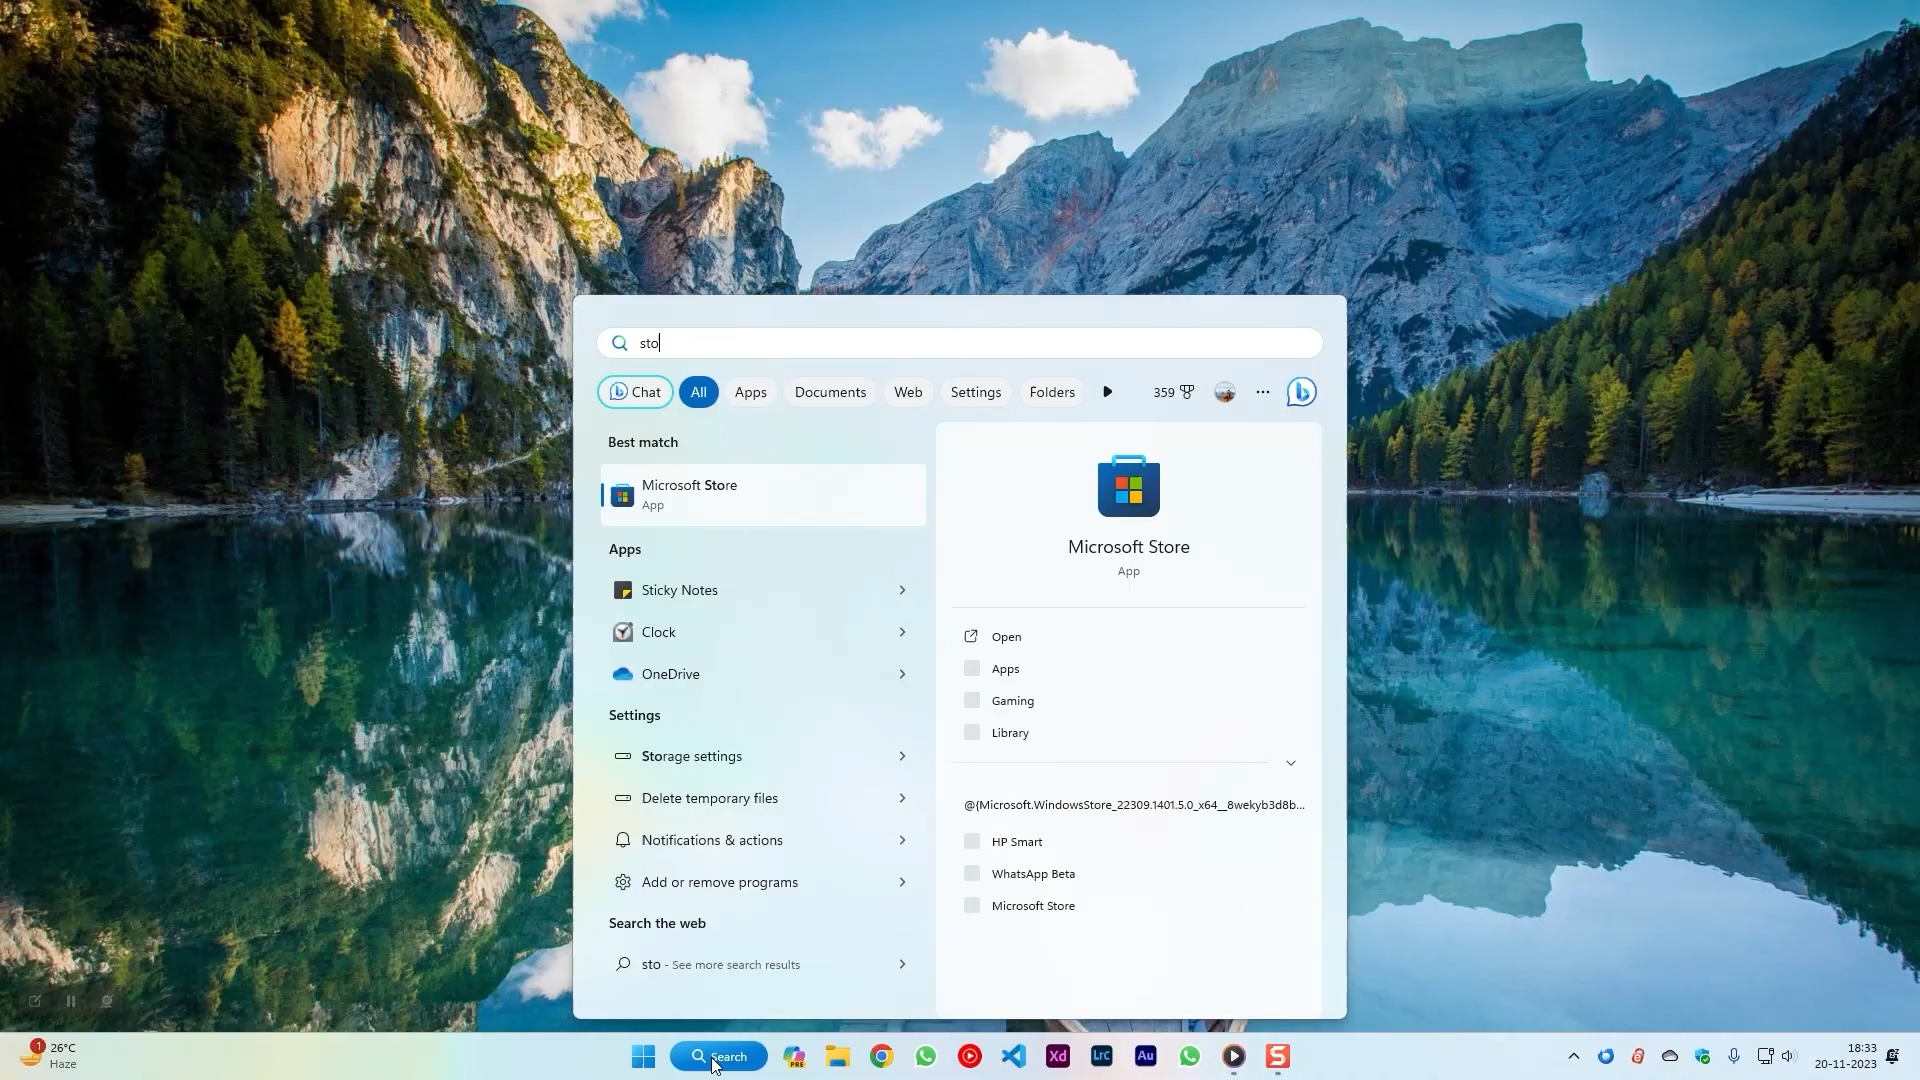 sto
Chat
All
Apps
Documents
Web
Settings
Folders
359
Best match
Microsoft Store
App
Apps
Sticky Notes
Clock
OneDrive
Settings
Storage settings
Delete temporary files
Notifications & actions
Add or remove programs
Search the web
sto - See more search results
Microsoft Store
App
Open
Apps
Gaming
Library
@{Microsoft.WindowsStore_22309.1401.5.0_x64__8wekyb3d8b...
HP Smart
WhatsApp Beta
Microsoft Store
1
26°C
Haze
Search
PRE
Xd
Lrc
Au
S
18:33
20-11-2023